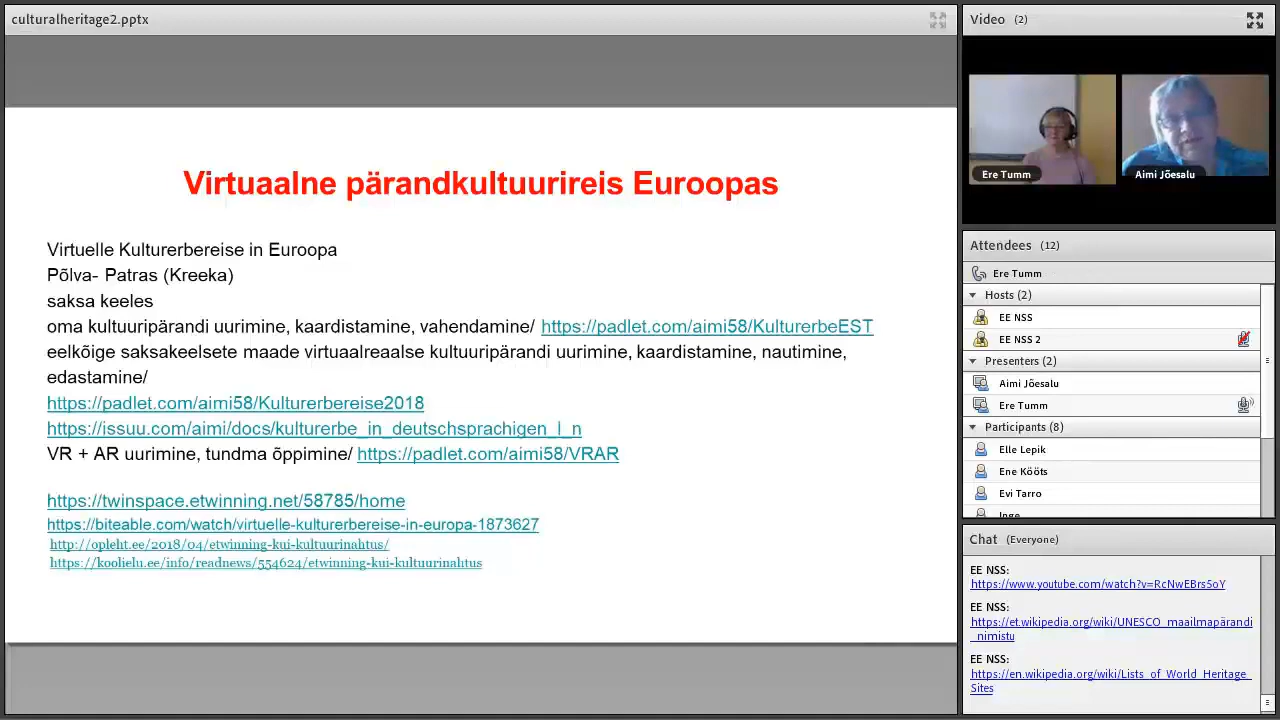 culturalheritage2.pptx
Virtuaalne pärandkultuurireis Euroopas
Virtuelle Kulturerbereise in Euroopa
Põlva- Patras (Kreeka)
saksa keeles
oma kultuuripärandi uurimine, kaardistamine, vahendamine/ https://padlet.com/aimi58/KulturerbeEST
eelkõige saksakeelsete maade virtuaalreaalse kultuuripärandi uurimine, kaardistamine, nautimine,
edastamine/
https://padlet.com/aimi58/Kulturerbereise2018
https://issuu.com/aimi/docs/kulturerbe_in_deutschsprachigen_l_n
VR + AR uurimine, tundma õppimine/ https://padlet.com/aimi58/VRAR
https://twinspace.etwinning.net/58785/home
https://biteable.com/watch/virtuelle-kulturerbereise-in-europa-1873627
http://opleht.ee/2018/04/etwinning-kui-kultuurinahtus/
https://koolielu.ee/info/readnews/554624/etwinning-kui-kultuurinahtus
Video (2)
Ere Tumm
Aimi Jõesalu
Attendees (12)
Ere Tumm
Hosts (2)
EE NSS
EE NSS 2
Presenters (2)
Aimi Jõesalu
Ere Tumm
Participants (8)
Elle Lepik
Ene Kööts
Evi Tarro
Inge
Chat (Everyone)
EE NSS:
https://www.youtube.com/watch?v=RcNwEBrs5oY
EE NSS:
https://et.wikipedia.org/wiki/UNESCO_maailmapärandi
_nimistu
EE NSS:
https://en.wikipedia.org/wiki/Lists_of_World_Heritage_
Sites